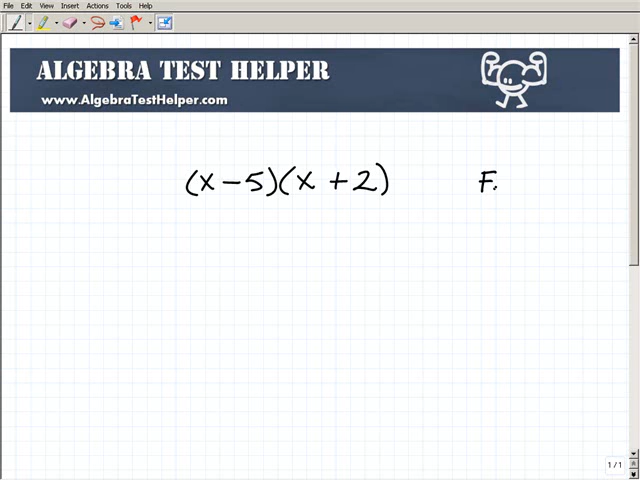 File Edit View Insert Actions Tools Help
ALGEBRA TEST HELPER
www.AlgebraTestHelper.com
(x - 5)(x + 2) F.
1 / 1